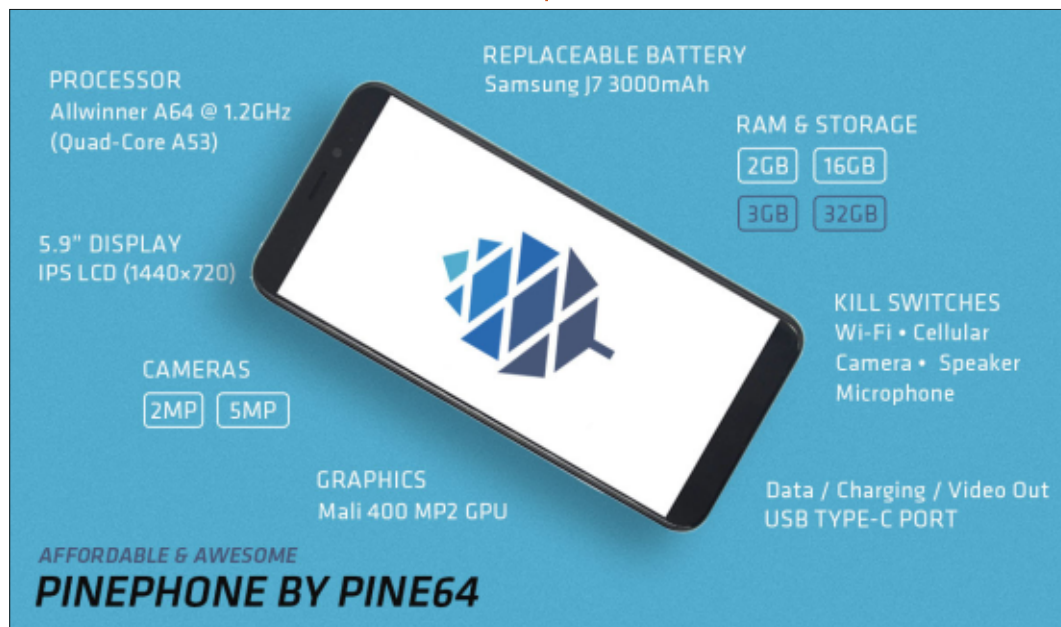 PROCESSOR
Allwinner A64 @ 1.2GHz
(Quad-Core A53)
REPLACEABLE BATTERY
Samsung J7 3000mAh
RAM & STORAGE
2GB 16GB
3GB 32GB
5.9" DISPLAY
IPS LCD (1440×720)
KILL SWITCHES
Wi-Fi • Cellular
Camera • Speaker
Microphone
CAMERAS
2MP 5MP
GRAPHICS
Mali 400 MP2 GPU
Data / Charging / Video Out
USB TYPE-C PORT
AFFORDABLE & AWESOME
PINEPHONE BY PINE64